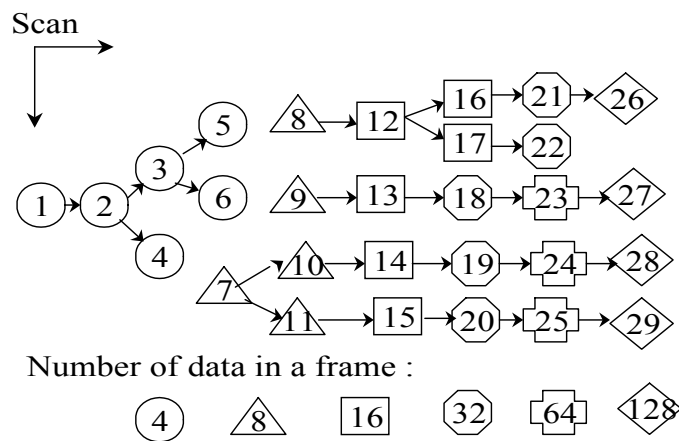 Scan
5 8 12 16 21 26
17 22
3
1 2 6 9 13 18 23 27
4 7 10 14 19 24 28
11 15 20 25 29
Number of data in a frame :
4 8 16 32 64 128